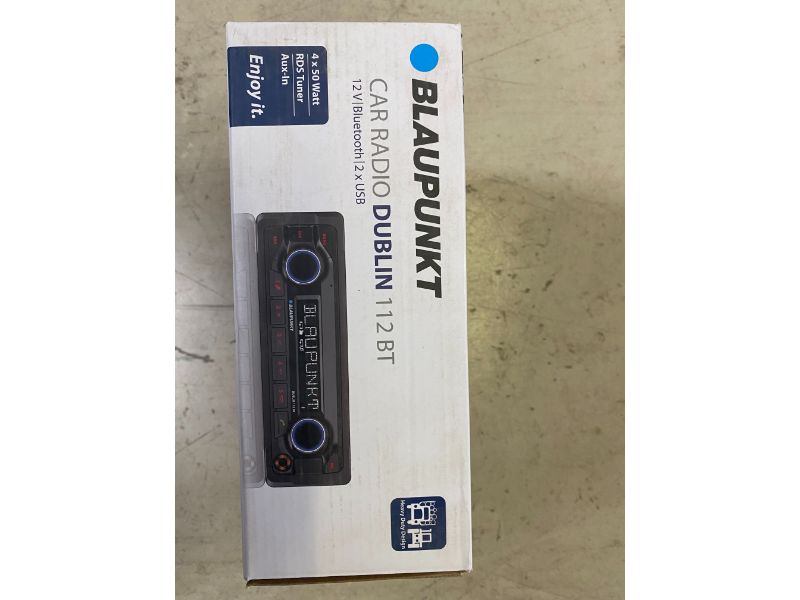 BLAUPUNKT
CAR RADIO DUBLIN 112 BT
12 V|Bluetooth|2 x USB
4 x 50 Watt
RDS Tuner
Aux-In
Enjoy it.
BLAUPUNKT
BLAUPUNKT
Heavy Duty Design